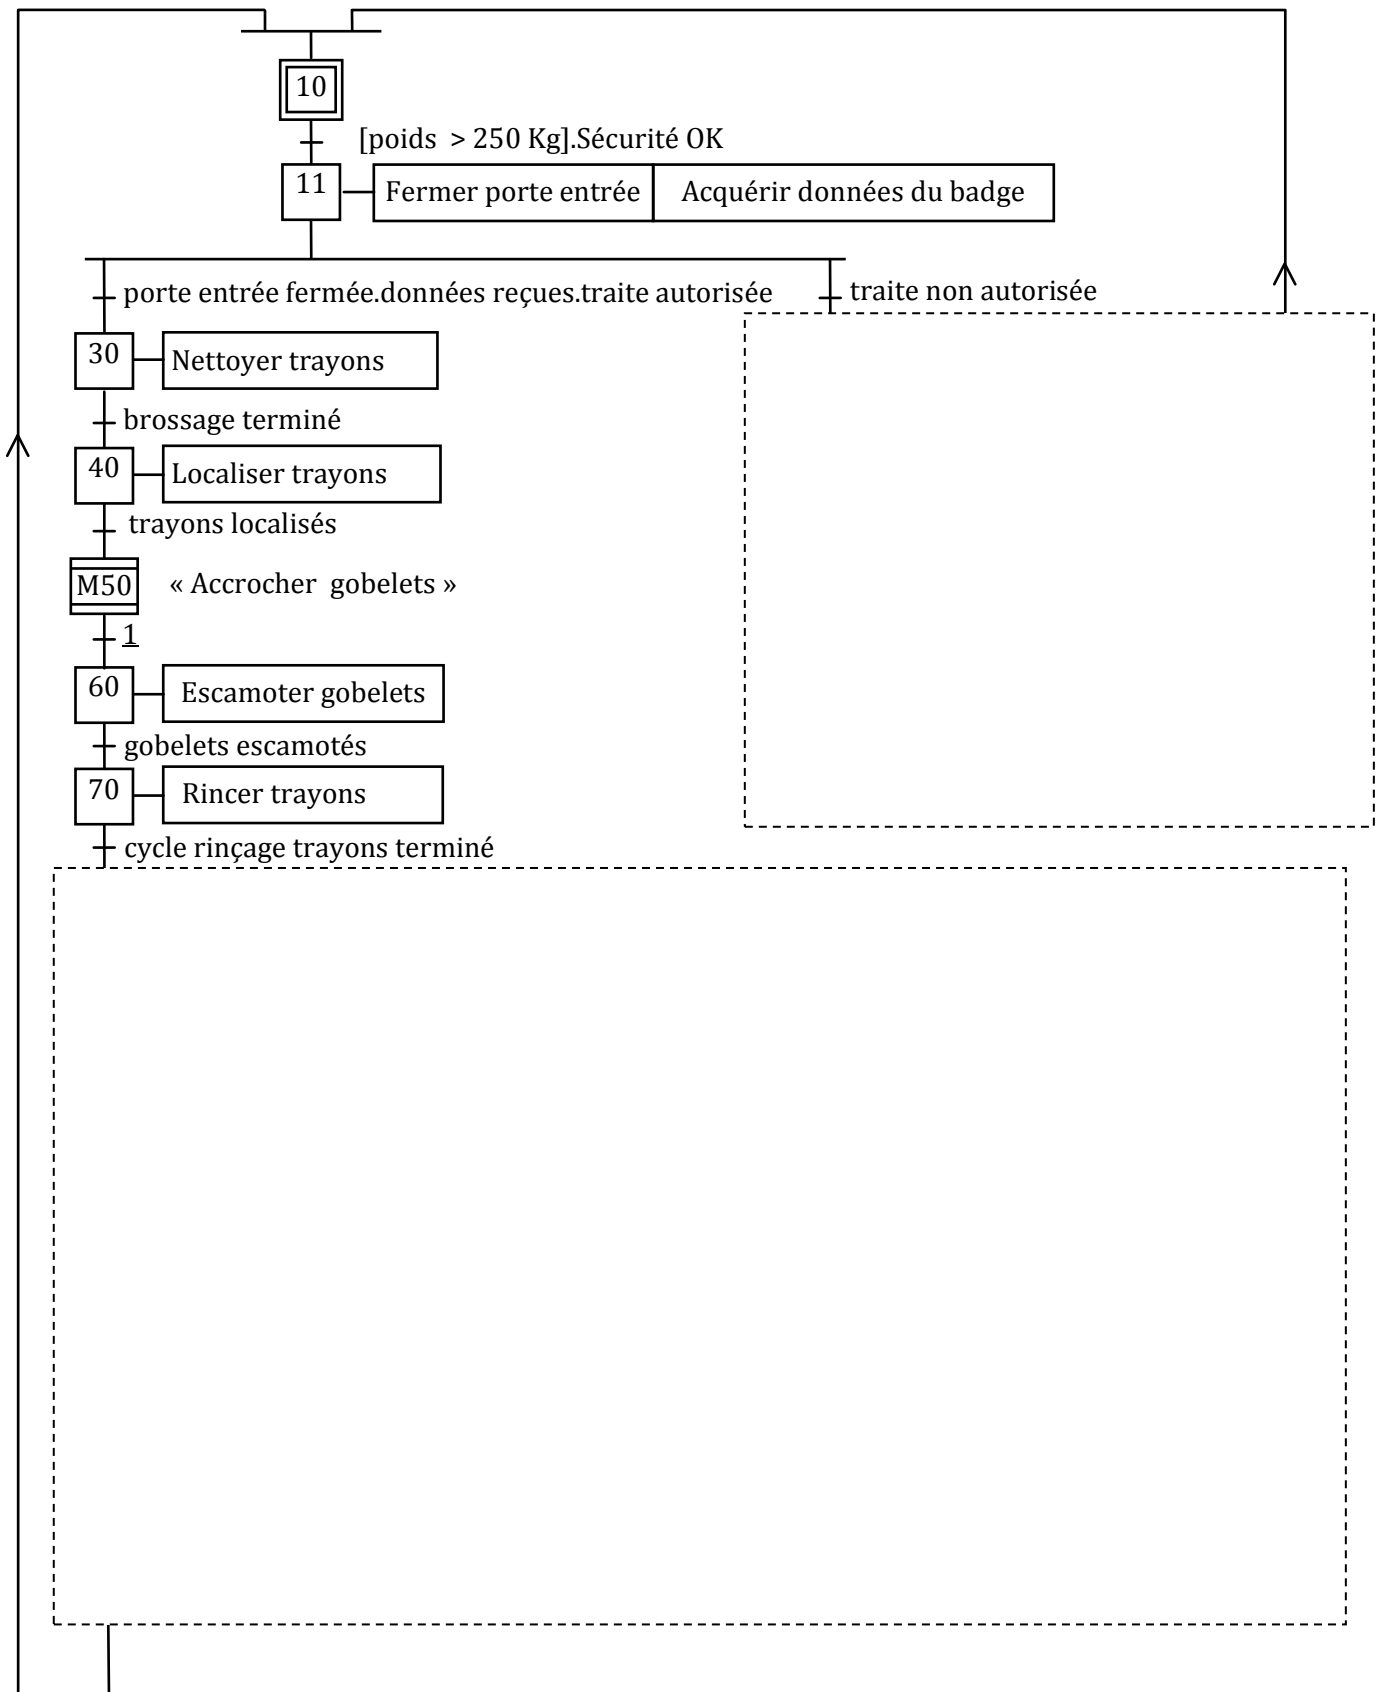 10
[poids > 250 Kg].Sécurité OK
11
Fermer porte entrée
Acquérir données du badge
porte entrée fermée.données reçues.traite autorisée
traite non autorisée
30
Nettoyer trayons
brossage terminé
40
Localiser trayons
trayons localisés
M50
« Accrocher gobelets »
1
60
Escamoter gobelets
gobelets escamotés
70
Rincer trayons
cycle rinçage trayons terminé